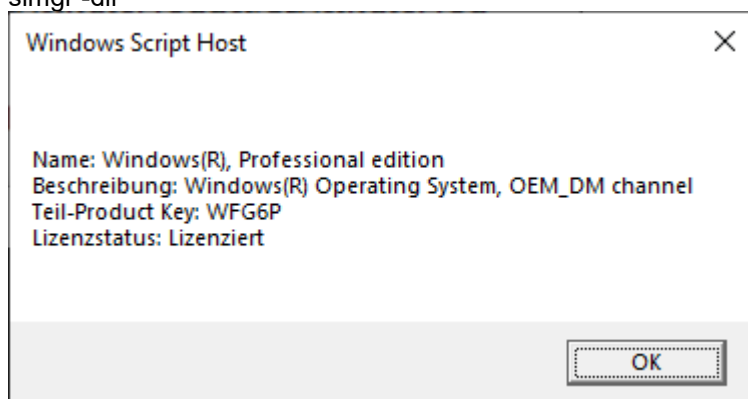 Windows Script Host
Name: Windows(R), Professional edition
Beschreibung: Windows(R) Operating System, OEM_DM channel
Teil-Product Key: WFG6P
Lizenzstatus: Lizenziert
OK